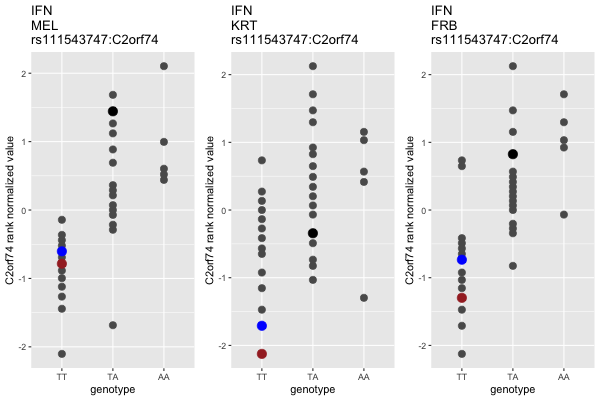 IFN
MEL
rs111543747:C2orf74
C2orf74 rank normalized value
2
1
0
-1
-2
TT
TA
AA
genotype
IFN
KRT
rs111543747:C2orf74
C2orf74 rank normalized value
2
1
0
-1
-2
TT
TA
AA
genotype
IFN
FRB
rs111543747:C2orf74
C2orf74 rank normalized value
2
1
0
-1
-2
TT
TA
AA
genotype